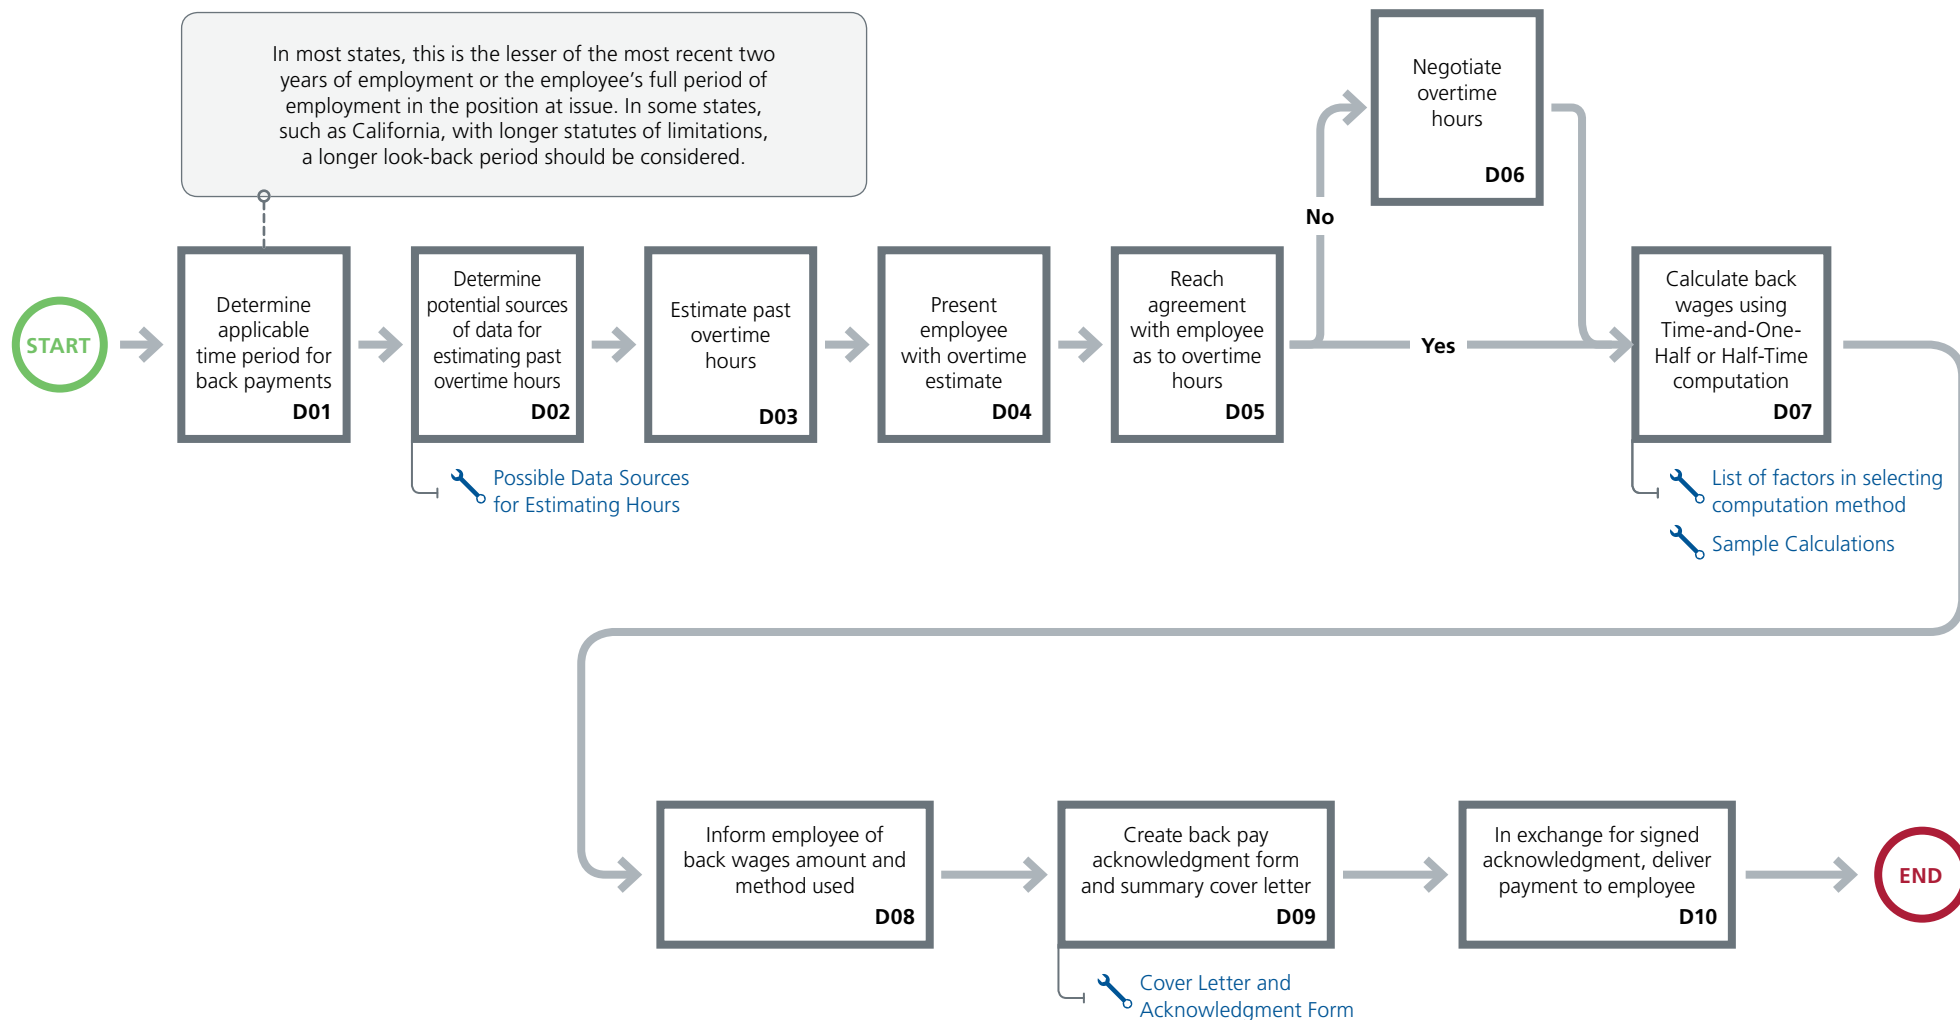 In most states, this is the lesser of the most recent two
years of employment or the employee’s full period of
employment in the position at issue. In some states,
such as California, with longer statutes of limitations,
a longer look-back period should be considered.
START
Determine
applicable
time period for
back payments
D01
Determine
potential sources
of data for
estimating past
overtime hours
D02
Possible Data Sources
for Estimating Hours
Estimate past
overtime
hours
D03
Present
employee
with overtime
estimate
D04
Reach
agreement
with employee
as to overtime
hours
D05
No
Negotiate
overtime
hours
D06
Yes
Calculate back
wages using
Time-and-One-
Half or Half-Time
computation
D07
List of factors in selecting
computation method
Sample Calculations
Inform employee of
back wages amount and
method used
D08
Create back pay
acknowledgment form
and summary cover letter
D09
Cover Letter and
Acknowledgment Form
In exchange for signed
acknowledgment, deliver
payment to employee
D10
END